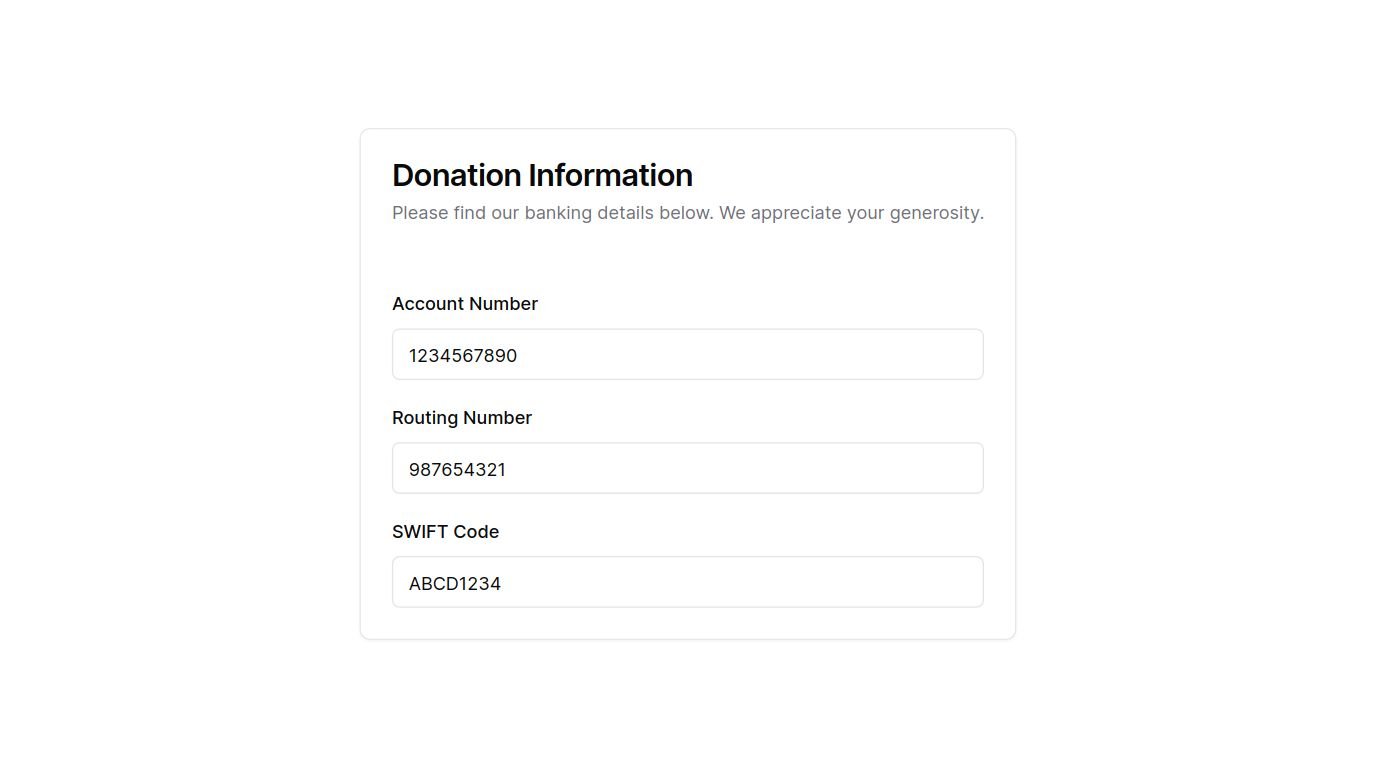 Donation Information
Please find our banking details below. We appreciate your generosity.
Account Number
1234567890
Routing Number
987654321
SWIFT Code
ABCD1234